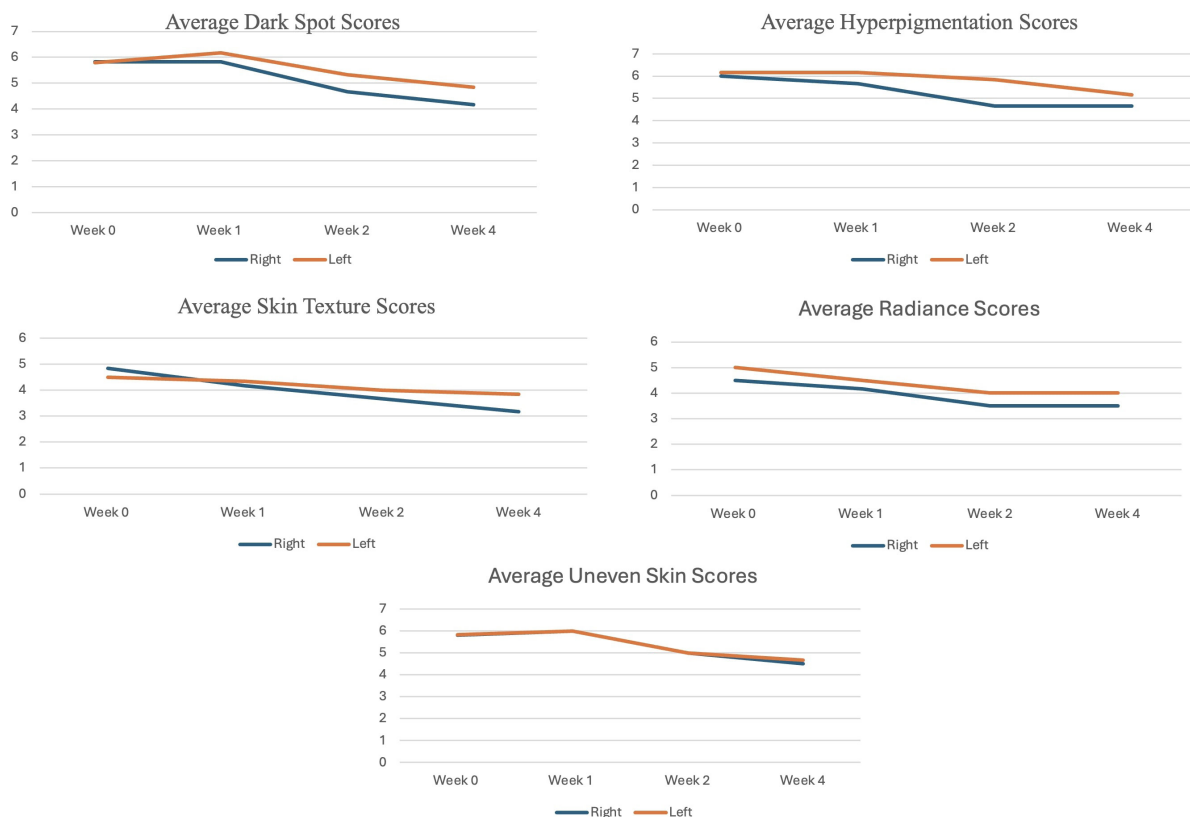 Average Dark Spot Scores
7
6
5
4
3
2
1
0
Week 0 Week 1 Week 2 Week 4
Right Left
Average Hyperpigmentation Scores
7
6
5
4
3
2
1
0
Week 0 Week 1 Week 2 Week 4
Right Left
Average Skin Texture Scores
6
5
4
3
2
1
0
Week 0 Week 1 Week 2 Week 4
Right Left
Average Radiance Scores
6
5
4
3
2
1
0
Week 0 Week 1 Week 2 Week 4
Right Left
Average Uneven Skin Scores
7
6
5
4
3
2
1
0
Week 0 Week 1 Week 2 Week 4
Right Left